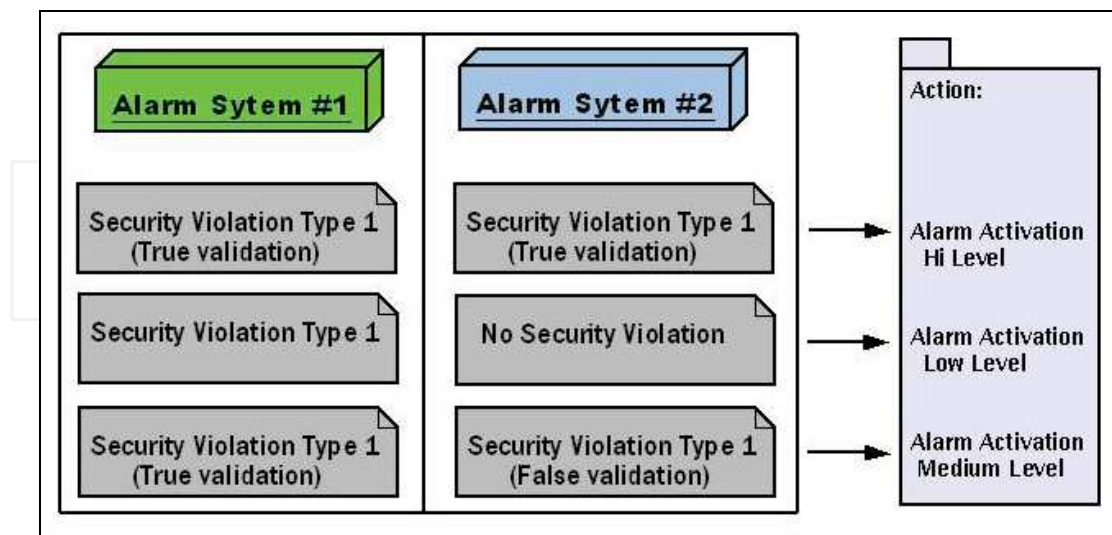 Alarm Sytem #1
Alarm Sytem #2
Action:
Security Violation Type 1
(True validation)
Security Violation Type 1
(True validation)
Alarm Activation
Hi Level
Security Violation Type 1
No Security Violation
Alarm Activation
Low Level
Security Violation Type 1
(True validation)
Security Violation Type 1
(False validation)
Alarm Activation
Medium Level